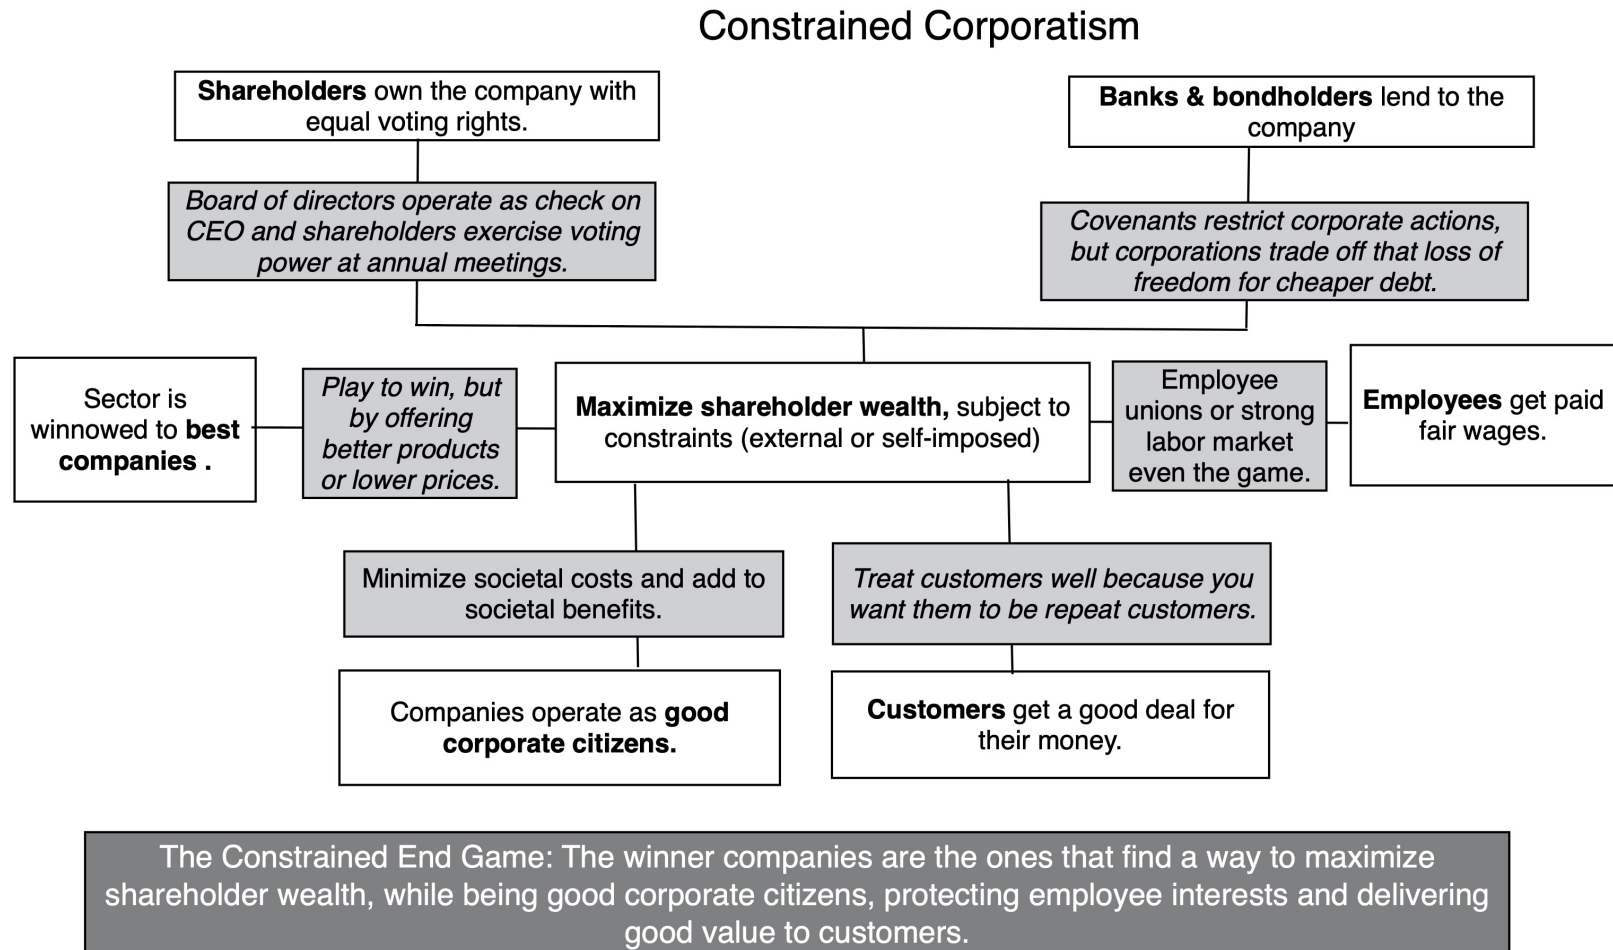 Constrained Corporatism
Shareholders own the company with
equal voting rights.
Banks & bondholders lend to the
company
Board of directors operate as check on
CEO and shareholders exercise voting
power at annual meetings.
Covenants restrict corporate actions,
but corporations trade off that loss of
freedom for cheaper debt.
Sector is
winnowed to best
companies .
Play to win, but
by offering
better products
or lower prices.
Maximize shareholder wealth, subject to
constraints (external or self-imposed)
Employee
unions or strong
labor market
even the game.
Employees get paid
fair wages.
Minimize societal costs and add to
societal benefits.
Treat customers well because you
want them to be repeat customers.
Companies operate as good
corporate citizens.
Customers get a good deal for
their money.
The Constrained End Game: The winner companies are the ones that find a way to maximize
shareholder wealth, while being good corporate citizens, protecting employee interests and delivering
good value to customers.